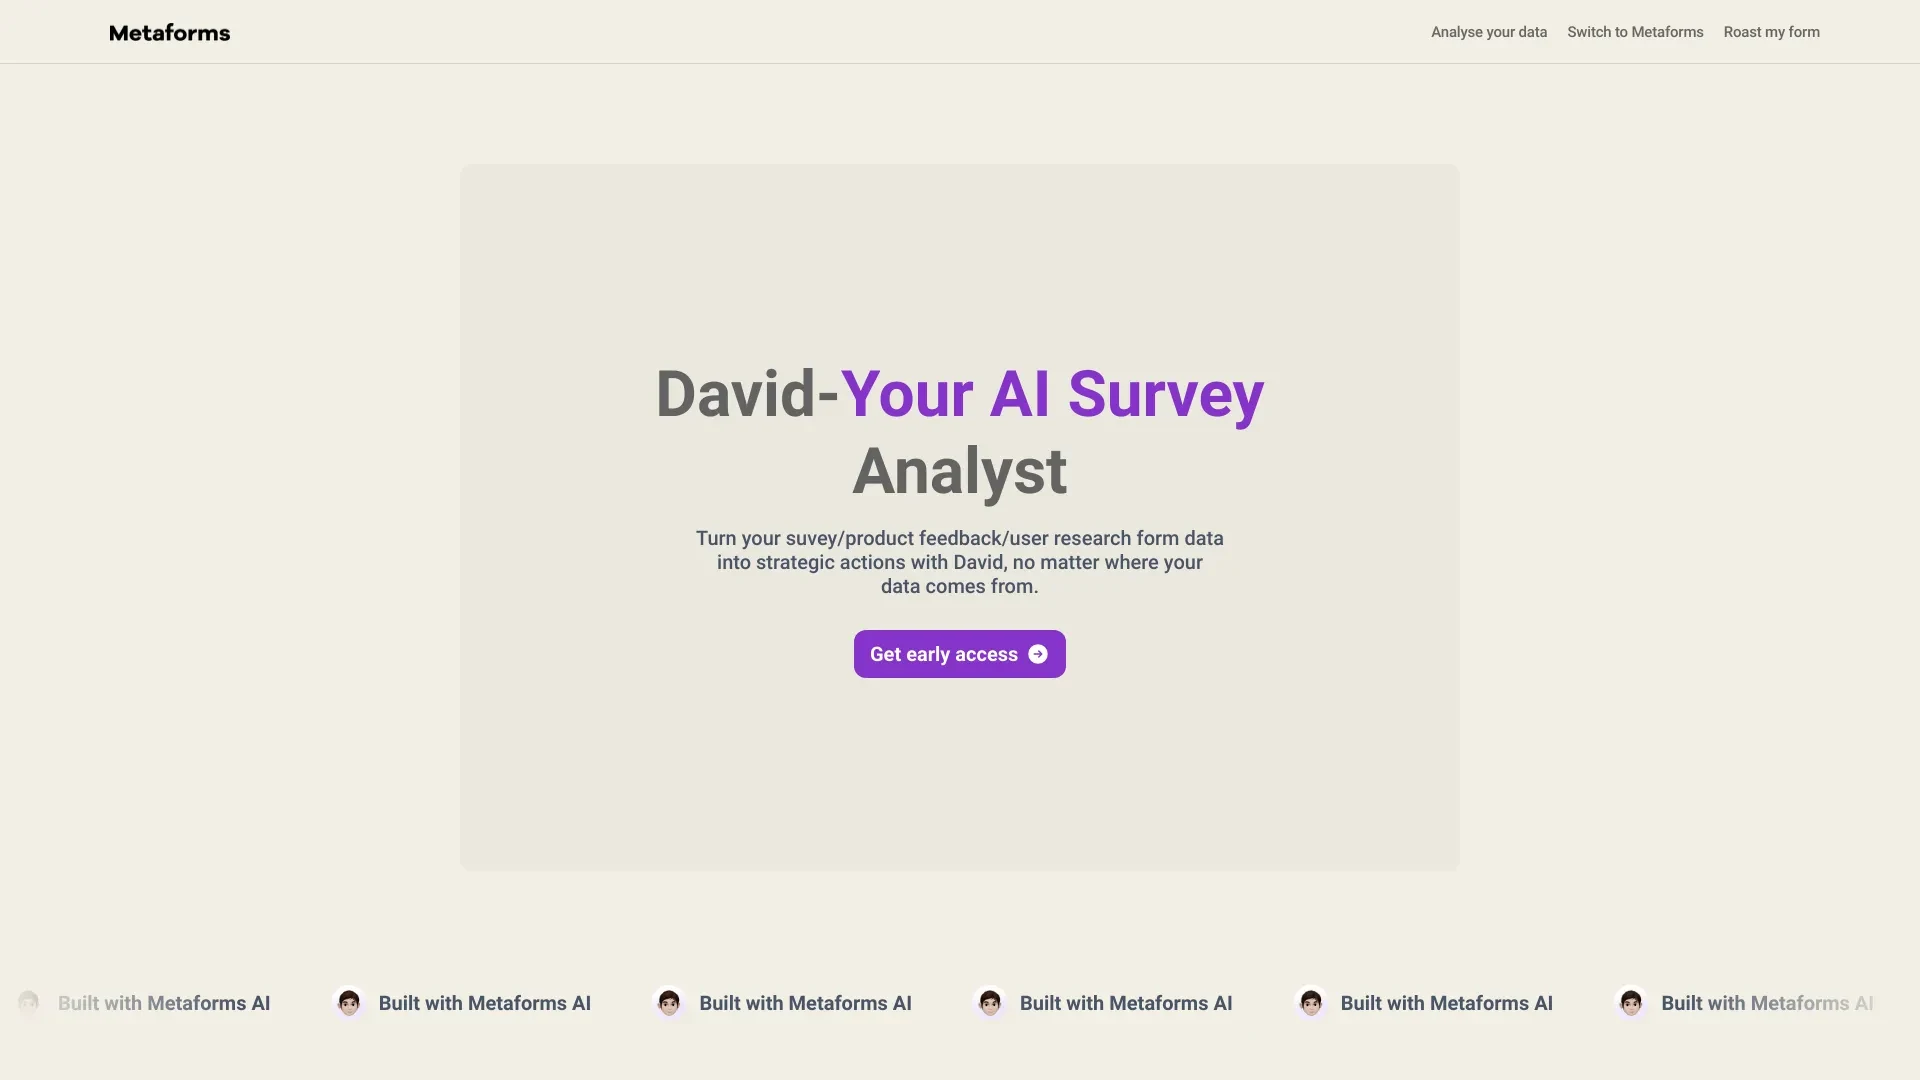 Metaforms
Analyse your data
Switch to Metaforms
Roast my form
David-Your AI Survey
Analyst
Turn your suvey/product feedback/user research form data
into strategic actions with David, no matter where your
data comes from.
Get early access
Built with Metaforms AI
Built with Metaforms AI
Built with Metaforms AI
Built with Metaforms AI
Built with Metaforms AI
Built with Metaforms AI